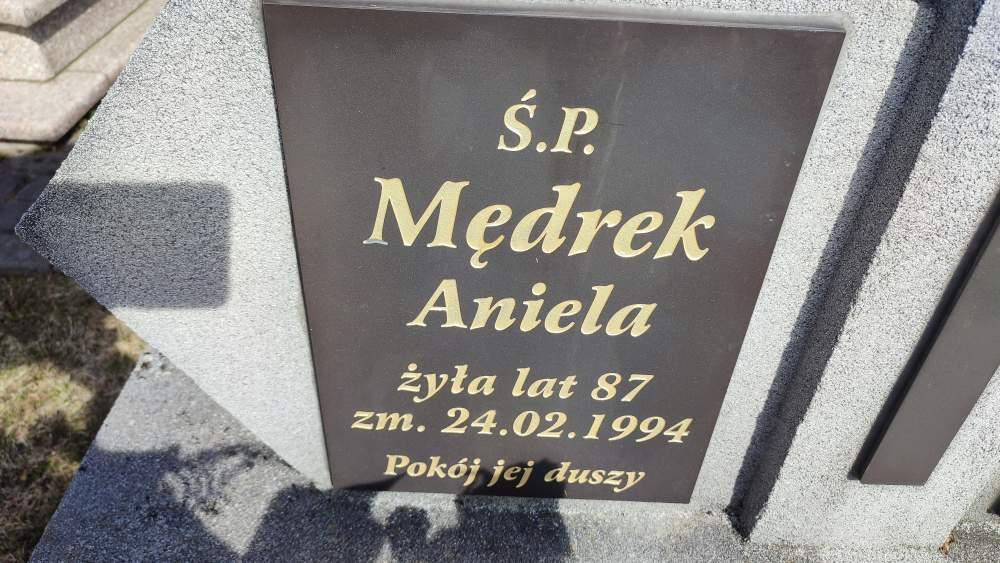 Ś.P.
Mędrek
Aniela
żyła lat 87
zm. 24.02.1994
Pokój jej duszy